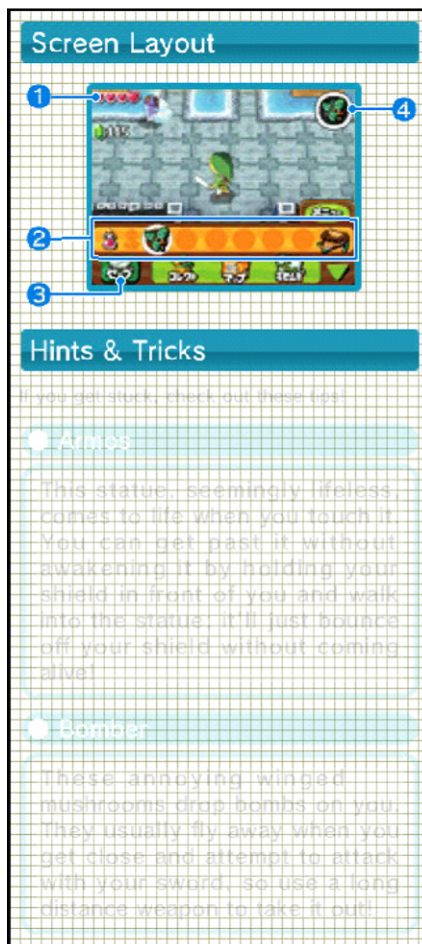 Screen Layout
1
4
2
3
Hints & Tricks
If you get stuck, check out these tips!
Armos
This statue, seemingly lifeless,
comes to life when you touch it.
You can get past it without
awakening it by holding your
shield in front of you and walk
into the statue, it'll just bounce
off your shield without coming
alive!
Bomber
These annoying winged
mushrooms drop bombs on you.
They usually fly away when you
get close and attempt to attack
with your sword, so use a long
distance weapon to take it out!